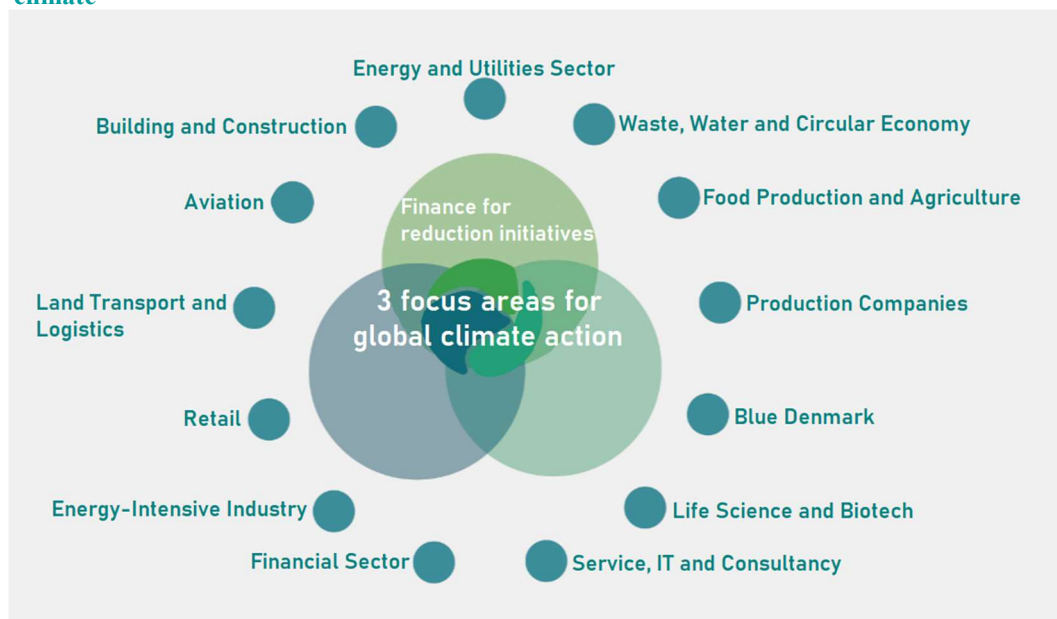 climate
Energy and Utilities Sector
Building and Construction
Waste, Water and Circular Economy
Aviation
Food Production and Agriculture
Finance for
reduction initiatives
3 focus areas for
global climate action
Land Transport and
Logistics
Production Companies
Retail
Blue Denmark
Energy-Intensive Industry
Life Science and Biotech
Financial Sector
Service, IT and Consultancy